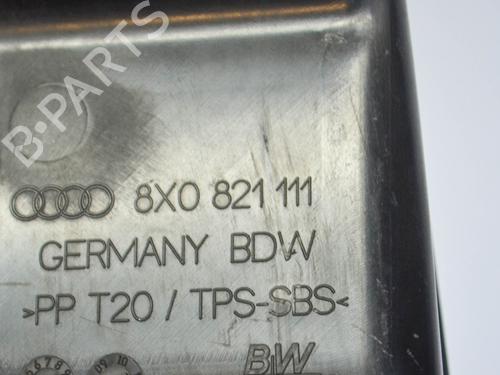 B-PARTS
8X0 821 111
GERMANY BDW
>PP T20 / TPS-SBS<
BW